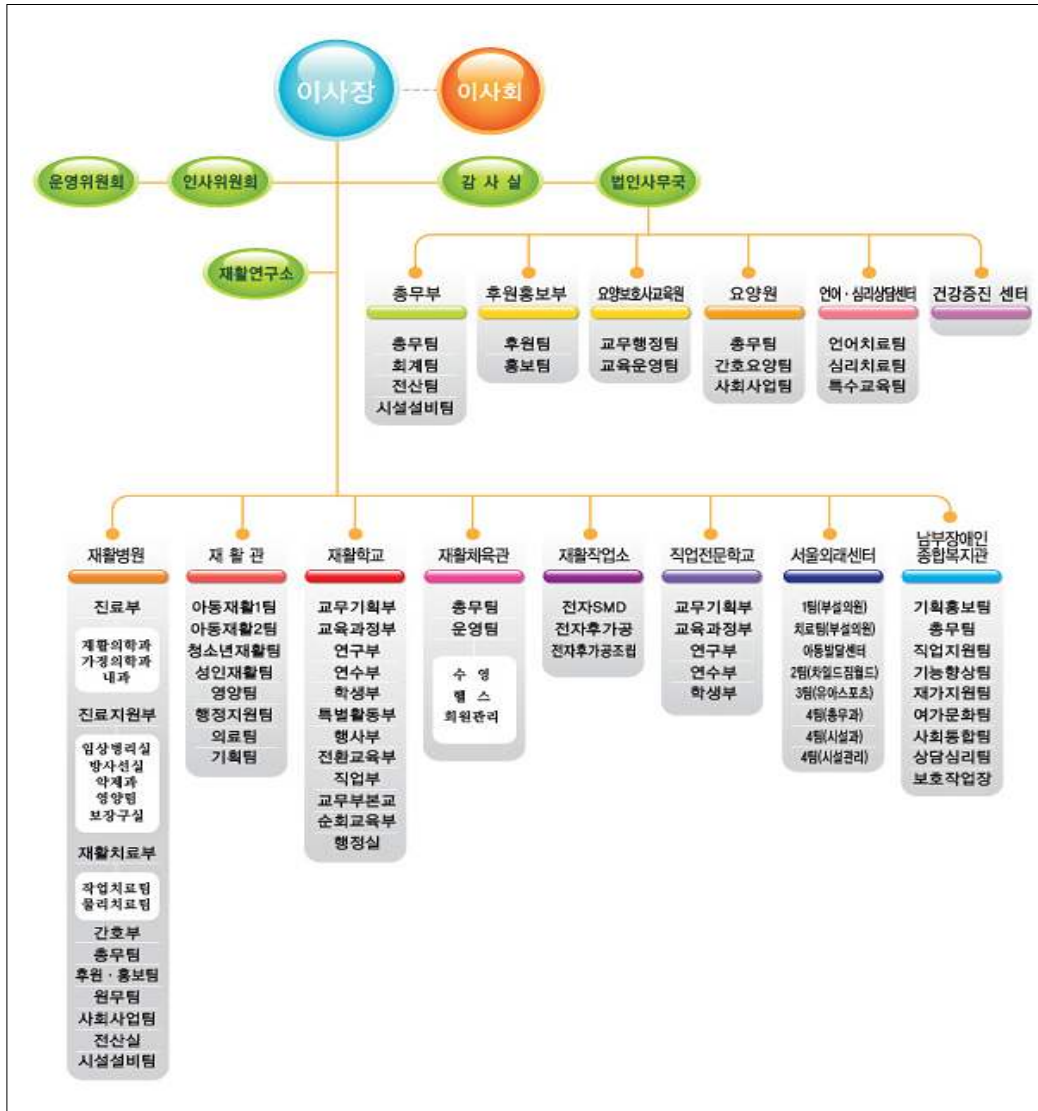 이사장
이사회
운영위원회
인사위원회
감 사 실
법인사무국
재활연구소
총무부
총무팀
회계팀
전산팀
시설설비팀
후원홍보부
후원팀
홍보팀
요양보호사교육원
교무행정팀
교육운영팀
요양원
총무팀
간호요양팀
사회사업팀
언어 · 심리상담센터
언어치료팀
심리치료팀
특수교육팀
건강증진 센터
재활병원
진료부
재활의학과
가정의학과
내과
진료지원부
임상병리실
방사선실
약제과
영양팀
보장구실
재활치료부
작업치료팀
물리치료팀
간호부
총무팀
후원 · 홍보팀
원무팀
사회사업팀
전산실
시설설비팀
재 활 관
아동재활1팀
아동재활2팀
청소년재활팀
성인재활팀
영양팀
행정지원팀
의료팀
기획팀
재활학교
교무기획부
교육과정부
연구부
연수부
학생부
특별활동부
행사부
전환교육부
직업부
교무부본교
순회교육부
행정실
재활체육관
총무팀
운영팀
수 영
헬 스
회원관리
재활작업소
전자SMD
전자후가공
전자후가공조립
직업전문학교
교무기획부
교육과정부
연구부
연수부
학생부
서울외래센터
1팀(부설의원)
치료팀(부설의원)
아동발달센터
2팀(차일드짐월드)
3팀(유아스포츠)
4팀(총무과)
4팀(시설과)
4팀(시설관리)
남부장애인
종합복지관
기획홍보팀
총무팀
직업지원팀
기능향상팀
재가지원팀
여가문화팀
사회통합팀
상담심리팀
보호작업장